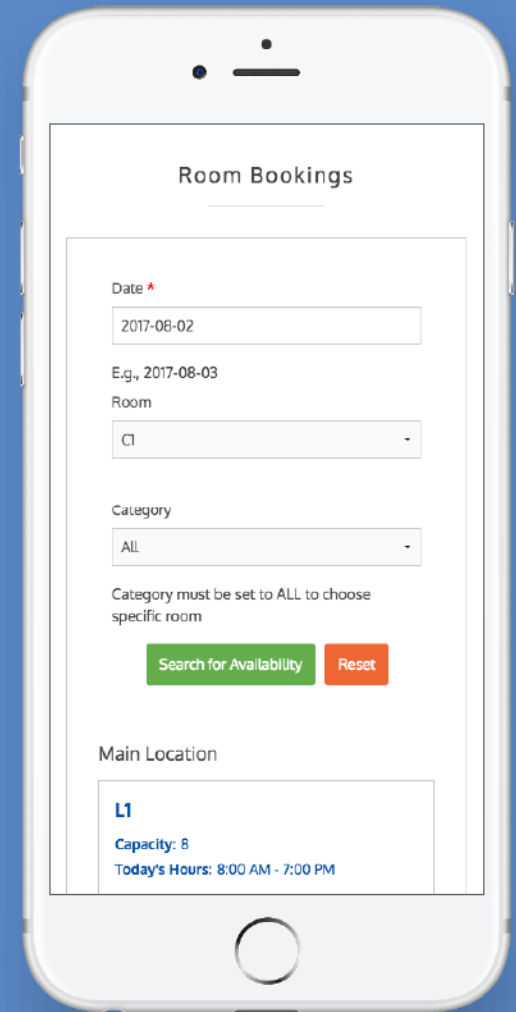 Room Bookings
Date *
2017-08-02
E.g., 2017-08-03
Room
C1
Category
All
Category must be set to ALL to choose
specific room
Search for Availability
Reset
Main Location
L1
Capacity: 8
Today's Hours: 8:00 AM - 7:00 PM